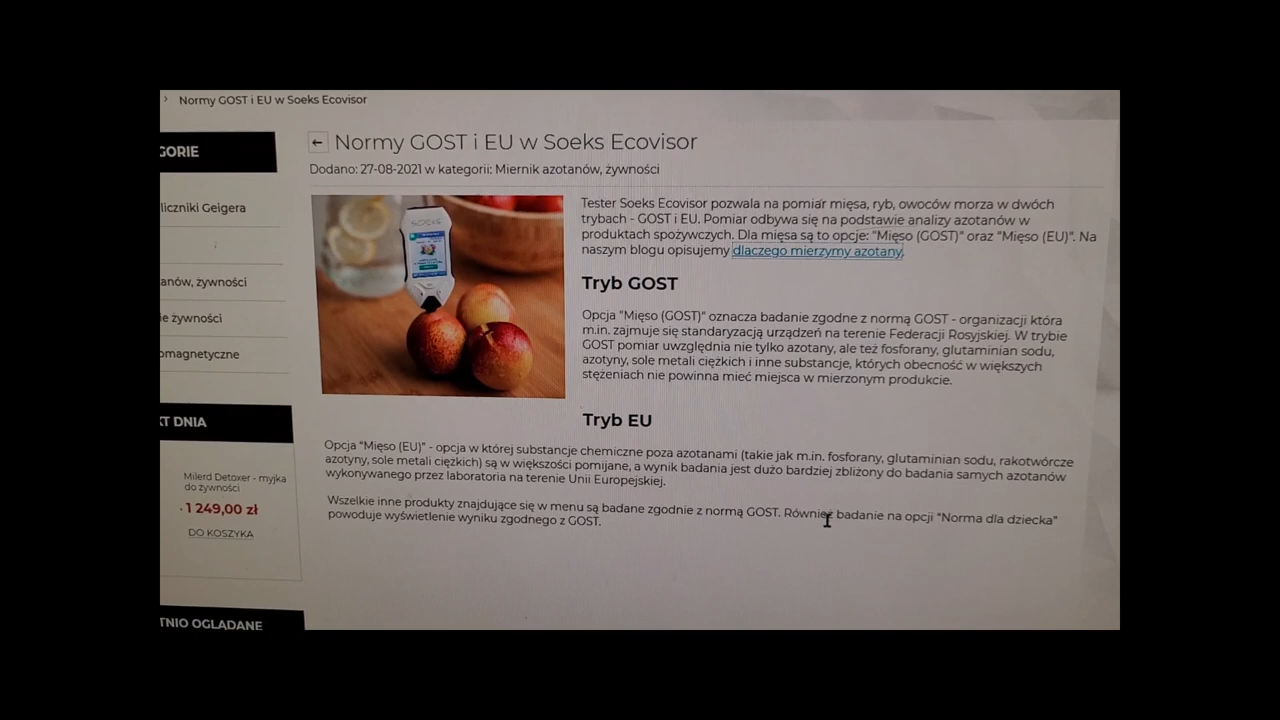 › Normy GOST i EU w Soeks Ecovisor
GORIE
liczniki Geigera
anów, żywności
ie żywności
omagnetyczne
KT DNIA
Milerd Detoxer - myjka
do żywności
1 249,00 zł
DO KOSZYKA
TNIO OGLĄDANE
← Normy GOST i EU w Soeks Ecovisor
Dodano: 27-08-2021 w kategorii: Miernik azotanów, żywności
SOEKS
Tester Soeks Ecovisor pozwala na pomiar mięsa, ryb, owoców morza w dwóch
trybach - GOST i EU. Pomiar odbywa się na podstawie analizy azotanów w
produktach spożywczych. Dla mięsa są to opcje: "Mięso (GOST)" oraz "Mięso (EU)". Na
naszym blogu opisujemy dlaczego mierzymy azotany.
Tryb GOST
Opcja "Mięso (GOST)" oznacza badanie zgodne z normą GOST - organizacji która
m.in. zajmuje się standaryzacją urządzeń na terenie Federacji Rosyjskiej. W trybie
GOST pomiar uwzględnia nie tylko azotany, ale też fosforany, glutaminian sodu,
azotyny, sole metali ciężkich i inne substancje, których obecność w większych
stężeniach nie powinna mieć miejsca w mierzonym produkcie.
Tryb EU
Opcja "Mięso (EU)" - opcja w której substancje chemiczne poza azotanami (takie jak m.in. fosforany, glutaminian sodu, rakotwórcze
azotyny, sole metali ciężkich) są w większości pomijane, a wynik badania jest dużo bardziej zbliżony do badania samych azotanów
wykonywanego przez laboratoria na terenie Unii Europejskiej.
Wszelkie inne produkty znajdujące się w menu są badane zgodnie z normą GOST. Również badanie na opcji "Norma dla dziecka"
powoduje wyświetlenie wyniku zgodnego z GOST.